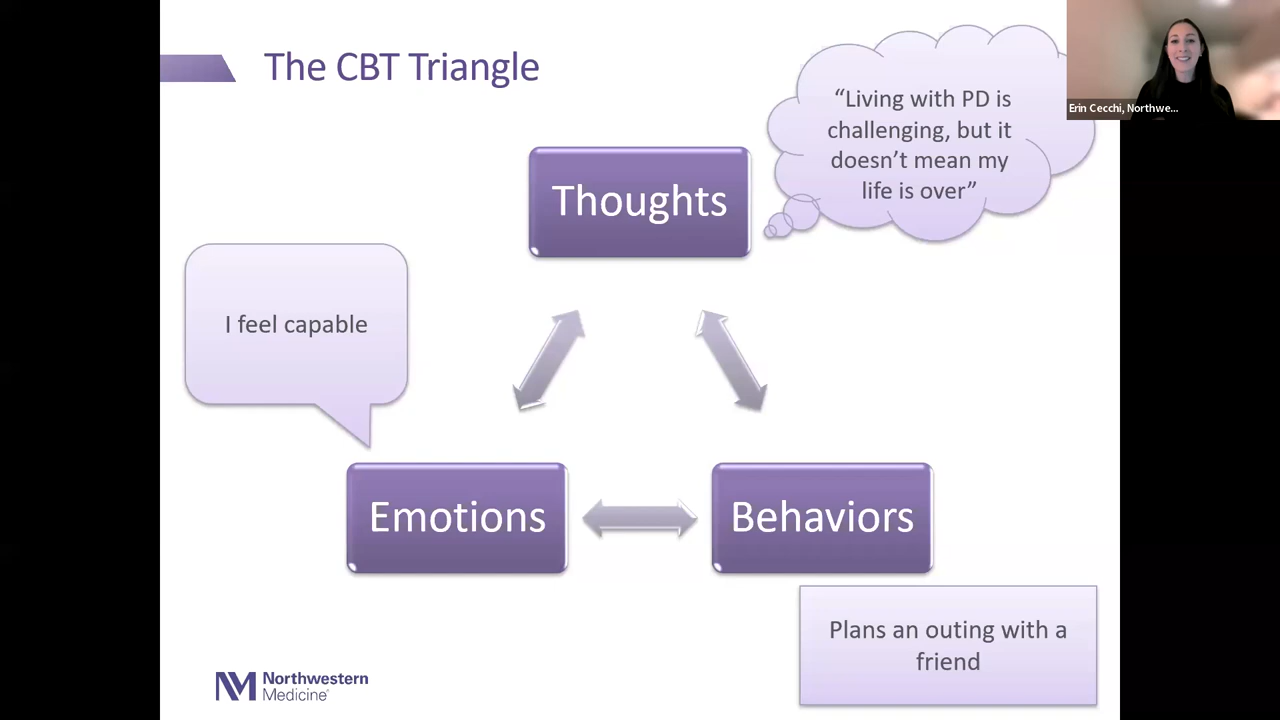 The CBT Triangle
“Living with PD is
challenging, but it
doesn’t mean my
life is over”
Erin Cecchi, Northwe...
Thoughts
I feel capable
Emotions
Behaviors
Plans an outing with a
friend
NM Northwestern
Medicine®